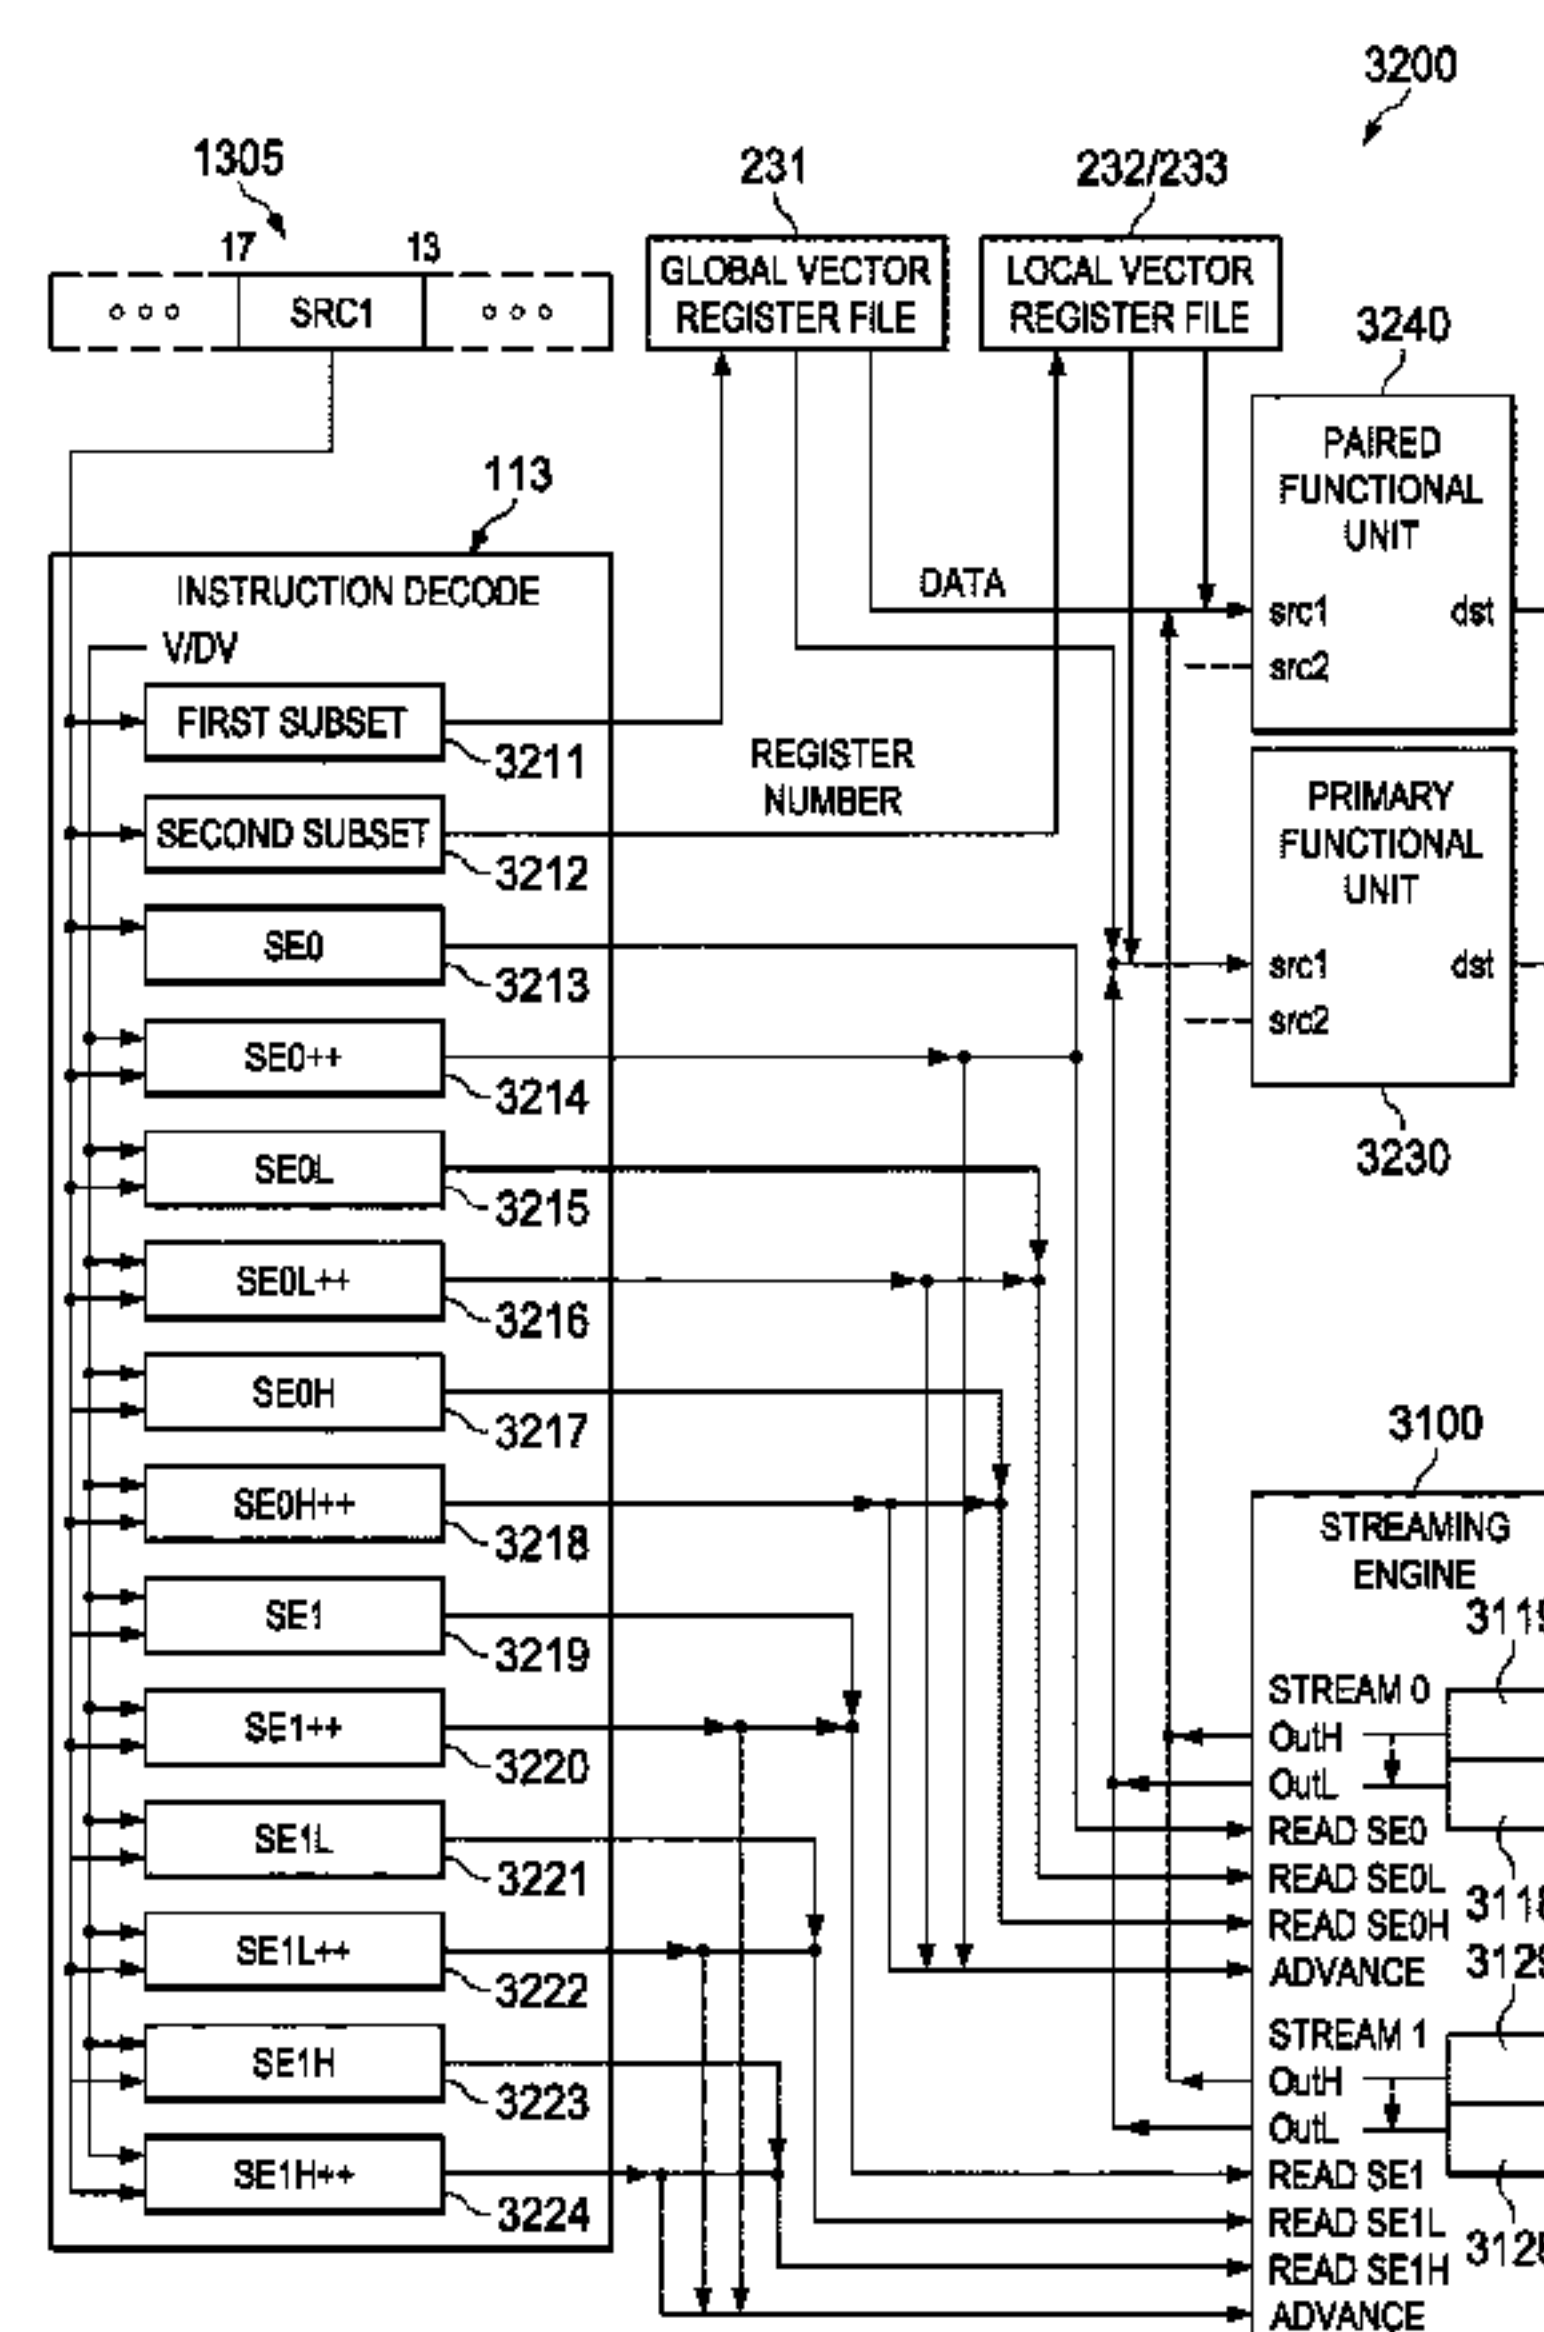 3200
1305
231
232/233
17
13
SRC1
GLOBAL VECTOR
REGISTER FILE
LOCAL VECTOR
REGISTER FILE
3240
PAIRED
FUNCTIONAL
UNIT
src1
dst
src2
113
INSTRUCTION DECODE
V/DV
DATA
FIRST SUBSET
3211
REGISTER
NUMBER
SECOND SUBSET
3212
PRIMARY
FUNCTIONAL
UNIT
src1
dst
src2
3230
SE0
3213
SE0++
3214
SE0L
3215
SE0L++
3216
SE0H
3217
SE0H++
3218
SE1
3219
SE1++
3220
SE1L
3221
SE1L++
3222
SE1H
3223
SE1H++
3224
3100
STREAMING
ENGINE
STREAM 0
OutH
OutL
READ SE0
READ SE0L
READ SE0H
ADVANCE
STREAM 1
OutH
OutL
READ SE1
READ SE1L
READ SE1H
ADVANCE